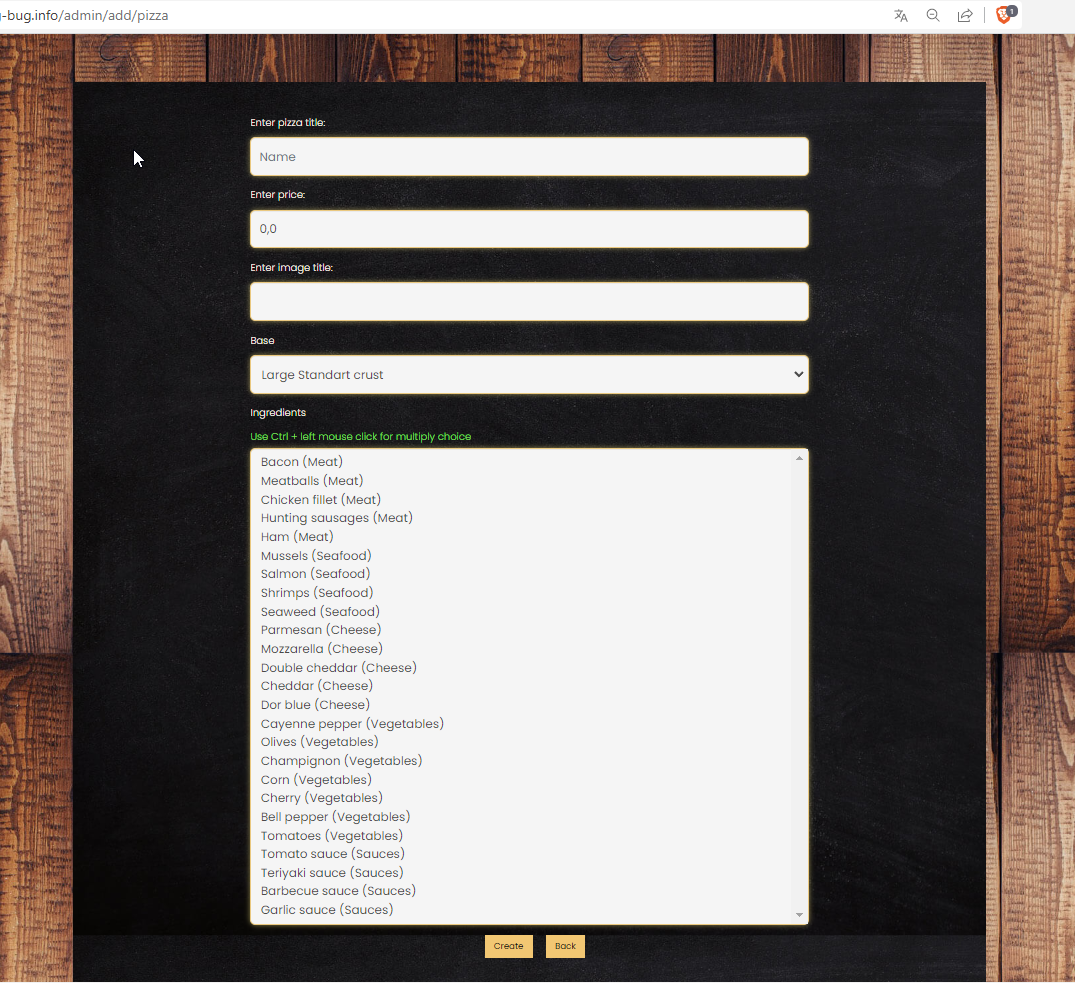 -bug.info/admin/add/pizza
1
Enter pizza title:
Name
Enter price:
0,0
Enter image title:
Base
Large Standart crust
Ingredients
Use Ctrl + left mouse click for multiply choice
Bacon (Meat)
Meatballs (Meat)
Chicken fillet (Meat)
Hunting sausages (Meat)
Ham (Meat)
Mussels (Seafood)
Salmon (Seafood)
Shrimps (Seafood)
Seaweed (Seafood)
Parmesan (Cheese)
Mozzarella (Cheese)
Double cheddar (Cheese)
Cheddar (Cheese)
Dor blue (Cheese)
Cayenne pepper (Vegetables)
Olives (Vegetables)
Champignon (Vegetables)
Corn (Vegetables)
Cherry (Vegetables)
Bell pepper (Vegetables)
Tomatoes (Vegetables)
Tomato sauce (Sauces)
Teriyaki sauce (Sauces)
Barbecue sauce (Sauces)
Garlic sauce (Sauces)
Create Back